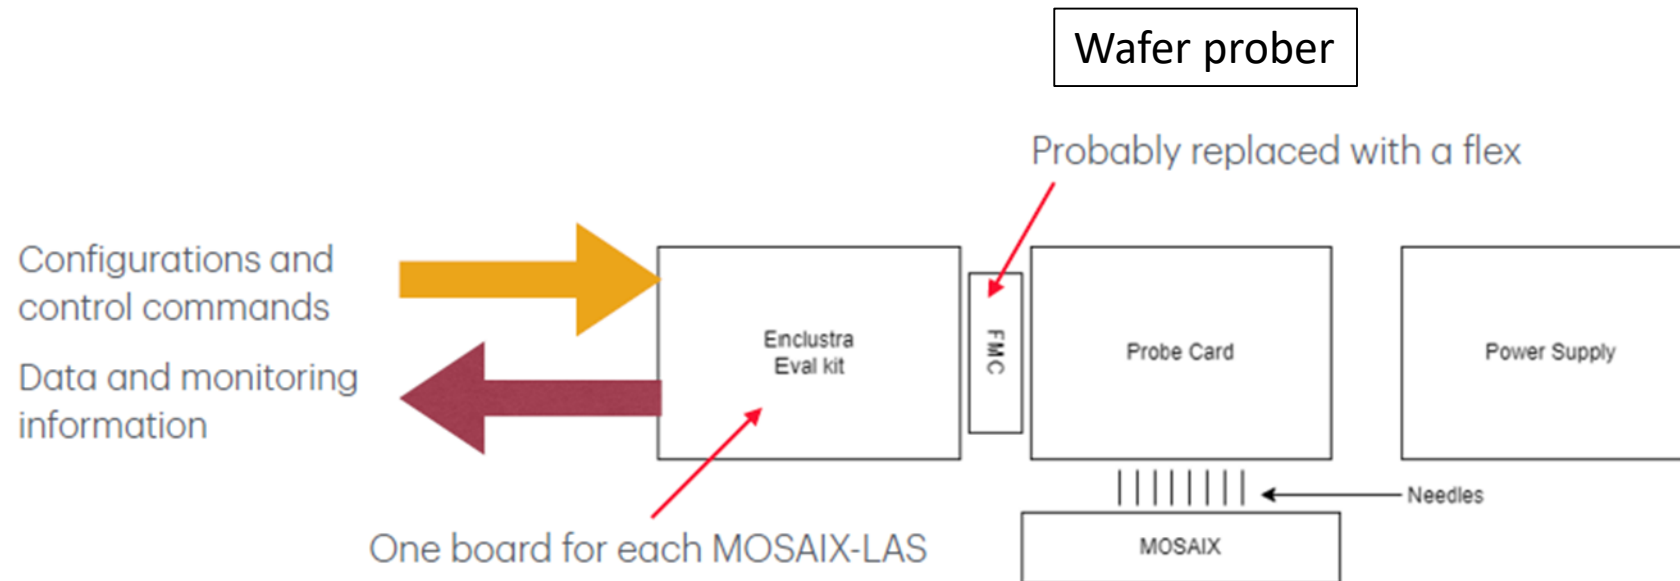 Wafer prober
Probably replaced with a flex
Configurations and
control commands
Data and monitoring
information
Enclustra
Eval kit
FMC
Probe Card
Power Supply
Needles
MOSAIX
One board for each MOSAIX-LAS